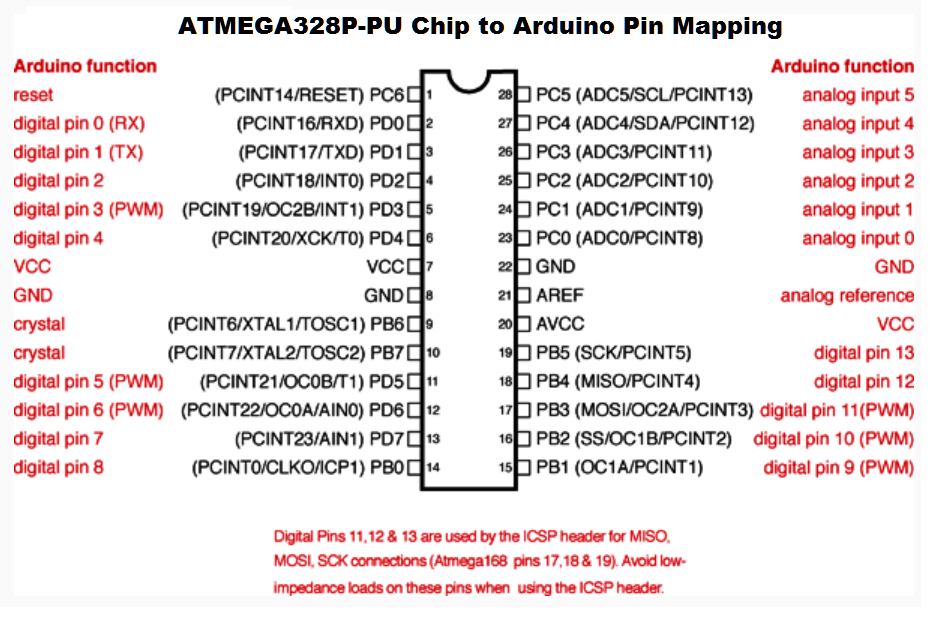 ATMEGA328P-PU Chip to Arduino Pin Mapping
Arduino function Arduino function
reset (PCINT14/RESET) PC6 1 28 PC5 (ADC5/SCL/PCINT13) analog input 5
digital pin 0 (RX) (PCINT16/RXD) PD0 2 27 PC4 (ADC4/SDA/PCINT12) analog input 4
digital pin 1 (TX) (PCINT17/TXD) PD1 3 26 PC3 (ADC3/PCINT11) analog input 3
digital pin 2 (PCINT18/INT0) PD2 4 25 PC2 (ADC2/PCINT10) analog input 2
digital pin 3 (PWM) (PCINT19/OC2B/INT1) PD3 5 24 PC1 (ADC1/PCINT9) analog input 1
digital pin 4 (PCINT20/XCK/T0) PD4 6 23 PC0 (ADC0/PCINT8) analog input 0
VCC VCC 7 22 GND GND
GND GND 8 21 AREF analog reference
crystal (PCINT6/XTAL1/TOSC1) PB6 9 20 AVCC VCC
crystal (PCINT7/XTAL2/TOSC2) PB7 10 19 PB5 (SCK/PCINT5) digital pin 13
digital pin 5 (PWM) (PCINT21/OC0B/T1) PD5 11 18 PB4 (MISO/PCINT4) digital pin 12
digital pin 6 (PWM) (PCINT22/OC0A/AIN0) PD6 12 17 PB3 (MOSI/OC2A/PCINT3) digital pin 11(PWM)
digital pin 7 (PCINT23/AIN1) PD7 13 16 PB2 (SS/OC1B/PCINT2) digital pin 10 (PWM)
digital pin 8 (PCINT0/CLKO/ICP1) PB0 14 15 PB1 (OC1A/PCINT1) digital pin 9 (PWM)
Digital Pins 11,12 & 13 are used by the ICSP header for MISO,
MOSI, SCK connections (Atmega168 pins 17,18 & 19). Avoid low-
impedance loads on these pins when using the ICSP header.